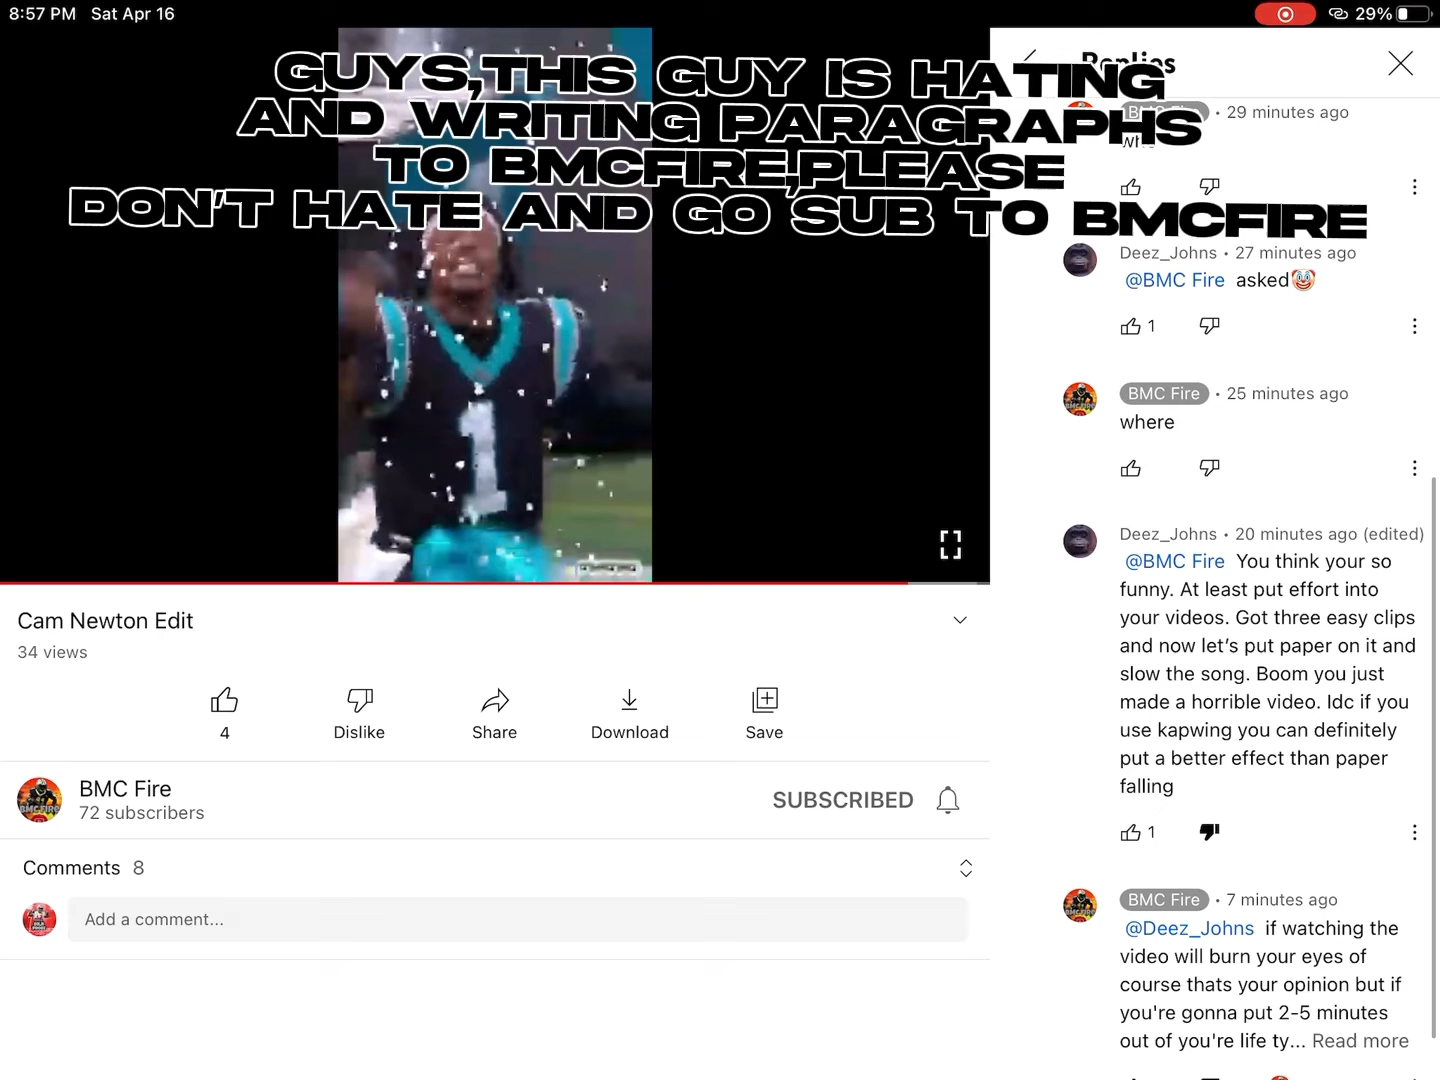 8:57 PM Sat Apr 16
29%
GUYS,THIS GUY IS HATING
AND WRITING PARAGRAPHS
TO BMCFIRE,PLEASE
DON'T HATE AND GO SUB TO BMCFIRE
1
Cam Newton Edit
34 views
4
Dislike
Share
Download
Save
BMC Fire
72 subscribers
SUBSCRIBED
Comments 8
Add a comment...
Replies
BMC Fire • 29 minutes ago
who
Deez_Johns • 27 minutes ago
@BMC Fire asked🤡
1
BMC Fire • 25 minutes ago
where
Deez_Johns • 20 minutes ago (edited)
@BMC Fire You think your so
funny. At least put effort into
your videos. Got three easy clips
and now let's put paper on it and
slow the song. Boom you just
made a horrible video. Idc if you
use kapwing you can definitely
put a better effect than paper
falling
1
BMC Fire • 7 minutes ago
@Deez_Johns if watching the
video will burn your eyes of
course thats your opinion but if
you're gonna put 2-5 minutes
out of you're life ty... Read more